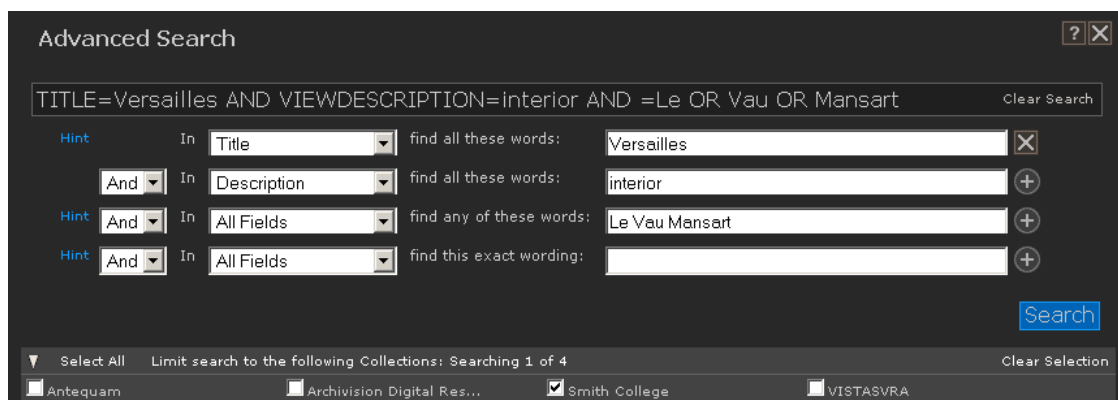 Advanced Search ?
TITLE=Versailles AND VIEWDESCRIPTION=interior AND =Le OR Vau OR Mansart Clear Search
Hint In Title find all these words: Versailles
And In Description find all these words: interior
Hint And In All Fields find any of these words: Le Vau Mansart
Hint And In All Fields find this exact wording:
Search
Select All Limit search to the following Collections: Searching 1 of 4 Clear Selection
Antequam Archivision Digital Res... Smith College VISTASVRA